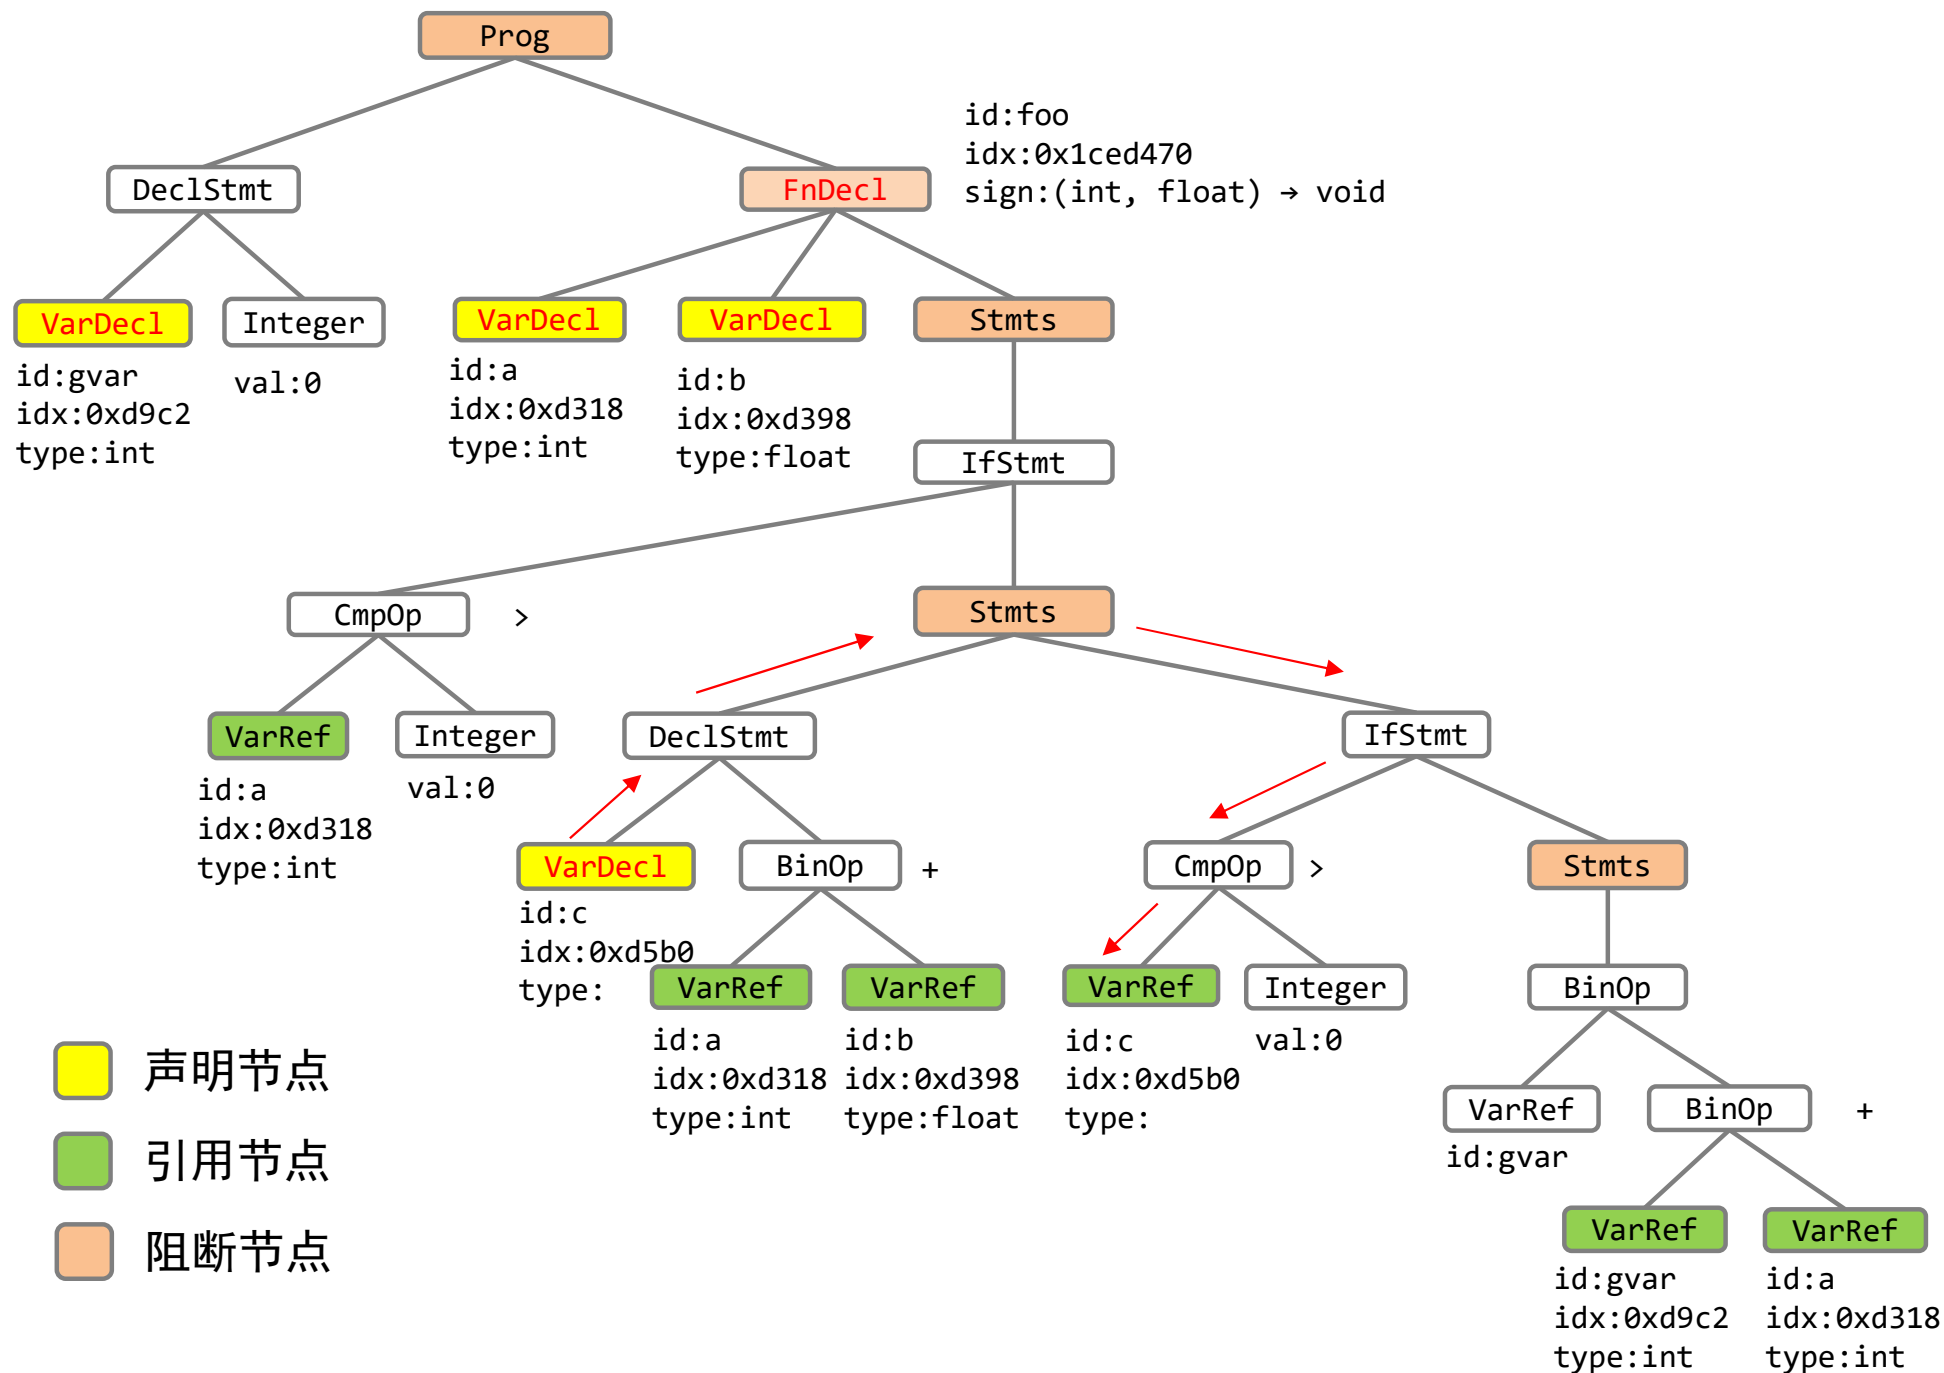 Prog
id:foo
idx:0x1ced470
sign:(int, float) → void
DeclStmt
FnDecl
VarDecl
id:gvar
idx:0xd9c2
type:int
Integer
val:0
VarDecl
id:a
idx:0xd318
type:int
VarDecl
id:b
idx:0xd398
type:float
Stmts
IfStmt
CmpOp
>
Stmts
VarRef
id:a
idx:0xd318
type:int
Integer
val:0
DeclStmt
IfStmt
VarDecl
id:c
idx:0xd5b0
type:
BinOp
+
CmpOp
>
Stmts
VarRef
id:a
idx:0xd318
type:int
VarRef
id:b
idx:0xd398
type:float
VarRef
id:c
idx:0xd5b0
type:
Integer
val:0
BinOp
VarRef
id:gvar
BinOp
+
VarRef
id:gvar
idx:0xd9c2
type:int
VarRef
id:a
idx:0xd318
type:int
声明节点
引用节点
阻断节点